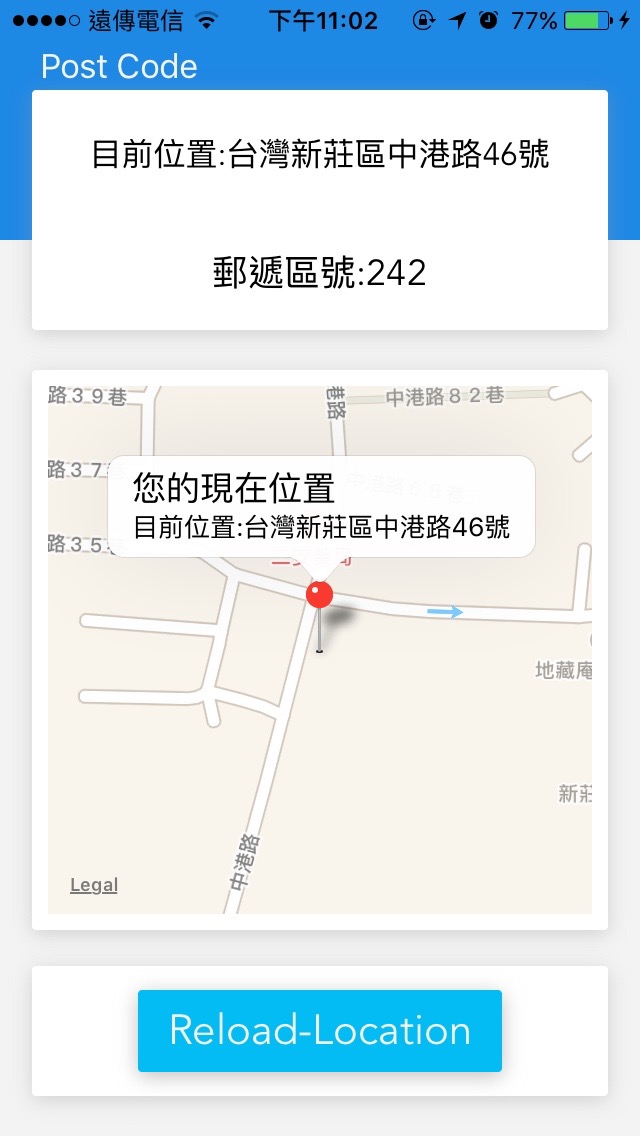 遠傳電信 下午11:02 77%
Post Code
目前位置:台灣新莊區中港路46號
郵遞區號:242
路39巷
巷路
中港路82巷
路37
您的現在位置
目前位置:台灣新莊區中港路46號
路35
地藏庵
新莊
中港路
Legal
Reload-Location